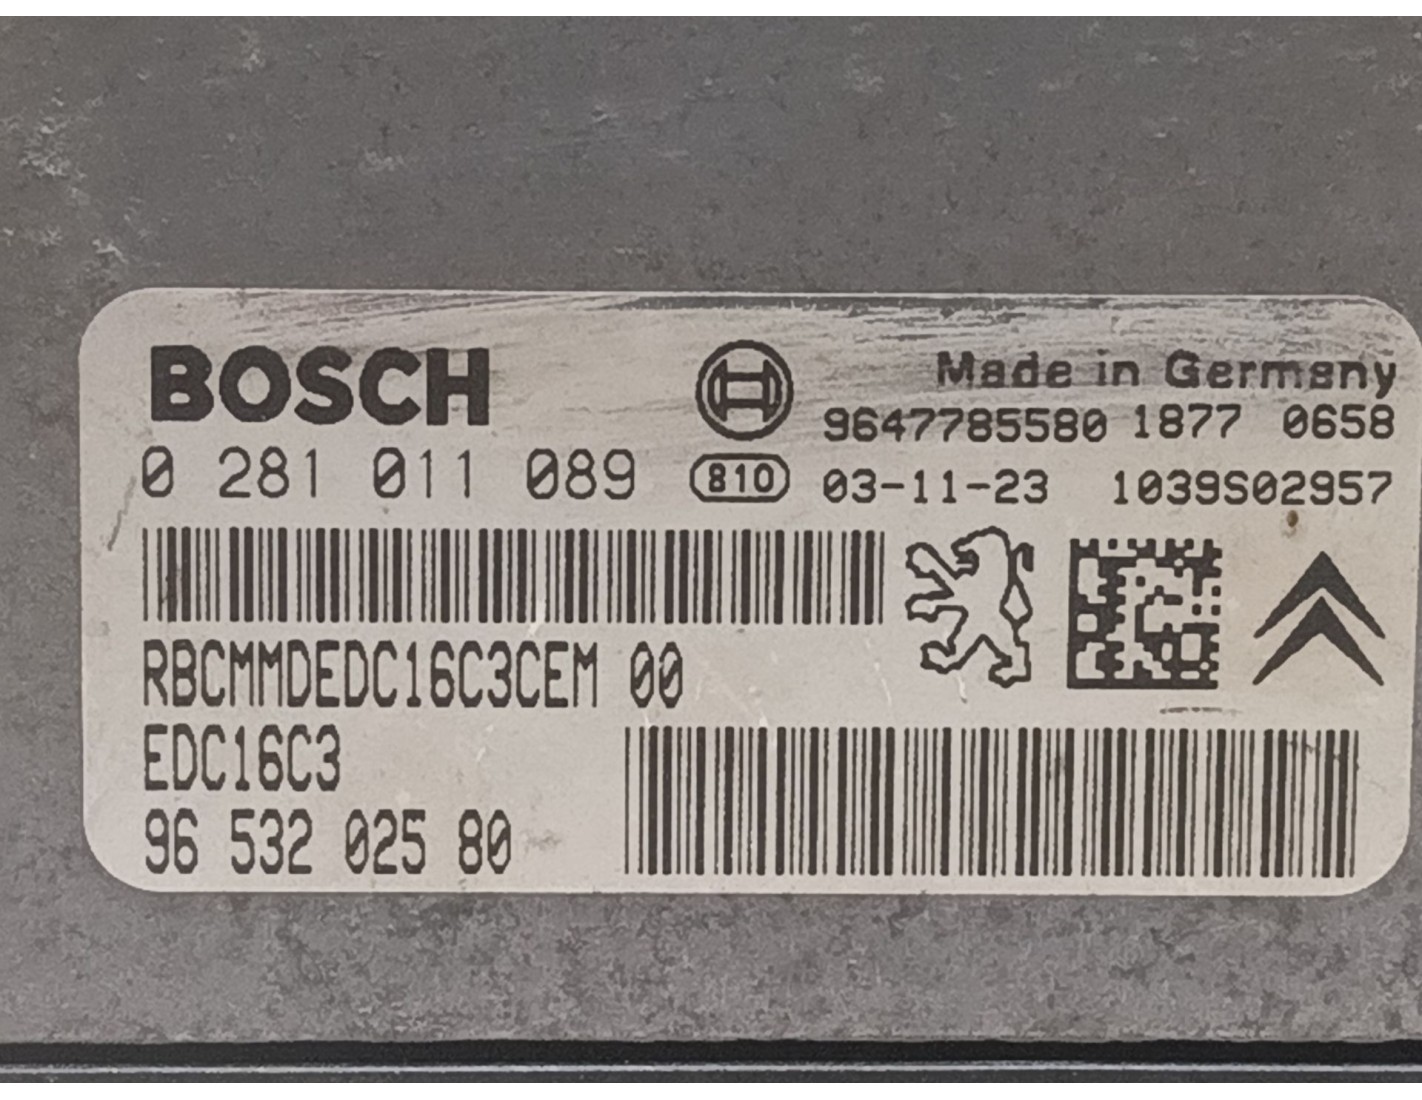 BOSCH
Made in Germany
9647785580 1877 0658
0 281 011 089
810
03-11-23 1039S02957
RBCMMDEDC16C3CEM 00
EDC16C3
96 532 025 80